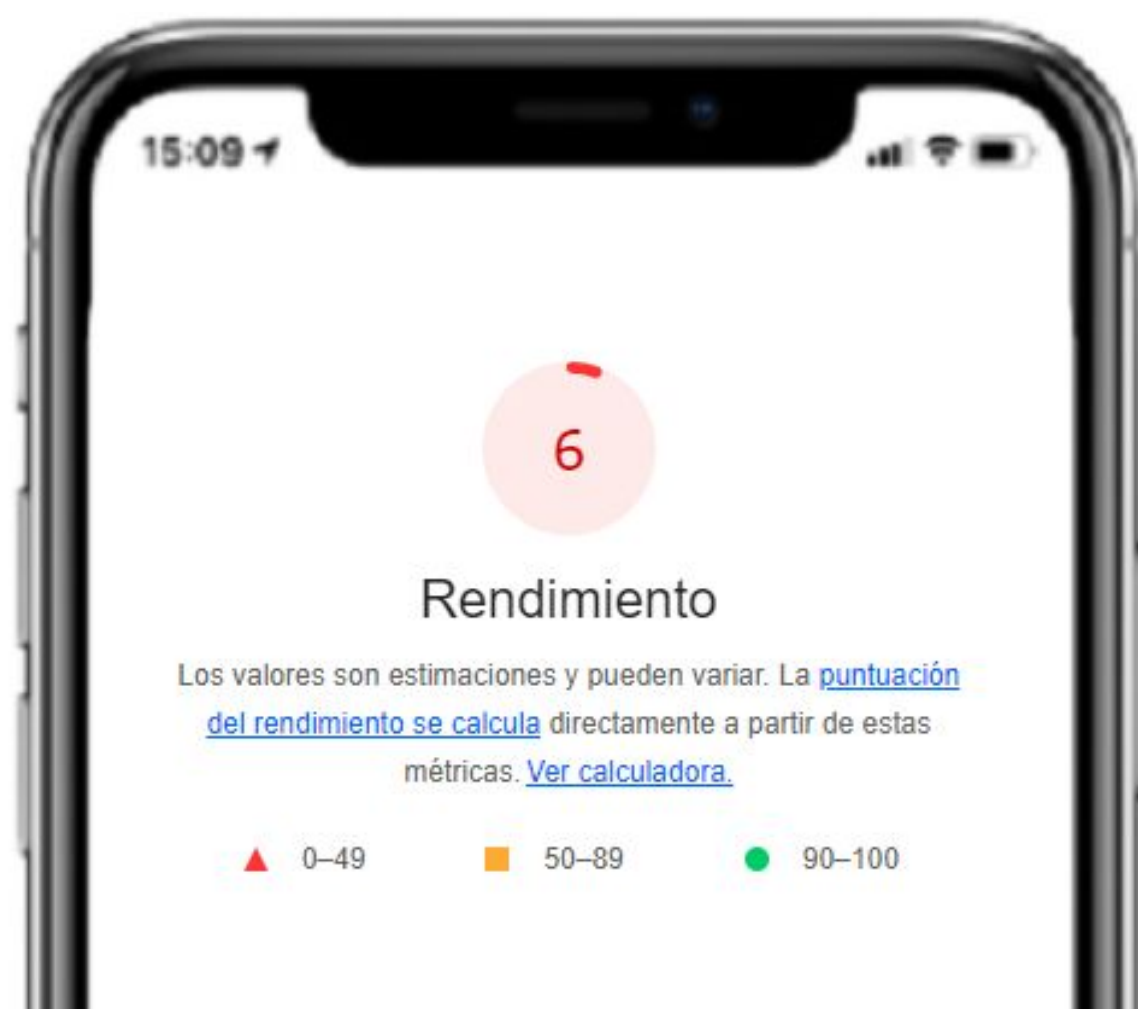 15:09
6
Rendimiento
Los valores son estimaciones y pueden variar. La puntuación
del rendimiento se calcula directamente a partir de estas
métricas. Ver calculadora.
0–49 50–89 90–100